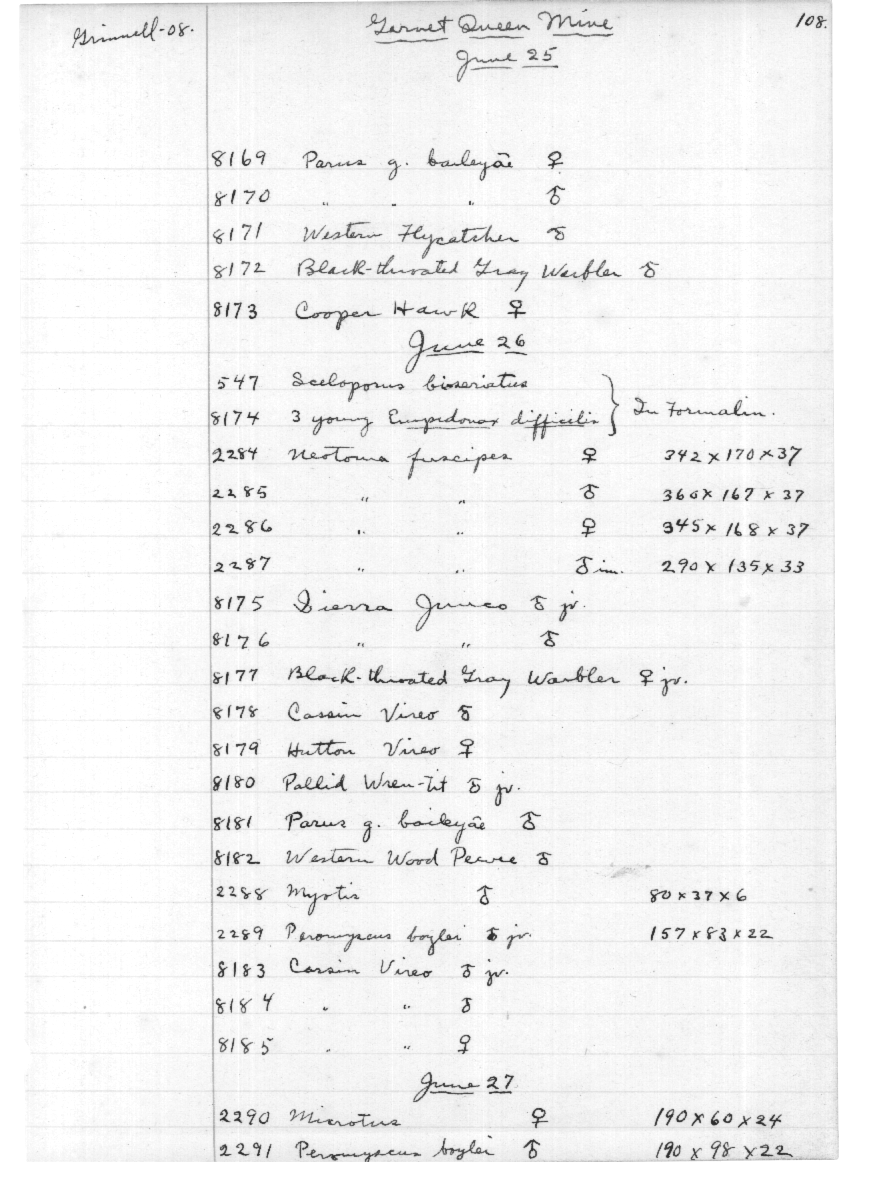 Grinnell-08.
Garnet Queen Mine
108.
June 25
8169 Parus g. baileyae ♀
8170 " " " ♂
8171 Western Flycatcher ♂
8172 Black-throated Gray Warbler ♂
8173 Cooper Hawk ♀
June 26
547 Sceloporus biseriatus
8174 3 young Empidonax difficilis } In Formalin.
2284 Neotoma fuscipes ♀ 342 x 170 x 37
2285 " " ♂ 360 x 167 x 37
2286 " " ♀ 345 x 168 x 37
2287 " " ♂ im. 290 x 135 x 33
8175 Sierra Junco ♂ jv.
8176 " " ♂
8177 Black-throated Gray Warbler ♀ jv.
8178 Cassin Vireo ♂
8179 Hutton Vireo ♀
8180 Pallid Wren-tit ♂ jv.
8181 Parus g. baileyae ♂
8182 Western Wood Pewee ♂
2288 Myotis ♂ 80 x 37 x 6
2289 Peromyscus boylei ♂ jv. 157 x 83 x 22
8183 Cassin Vireo ♂ jv.
8184 " " ♂
8185 " " ♀
June 27
2290 Microtus ♀ 190 x 60 x 24
2291 Peromyscus boylei ♂ 190 x 98 x 22